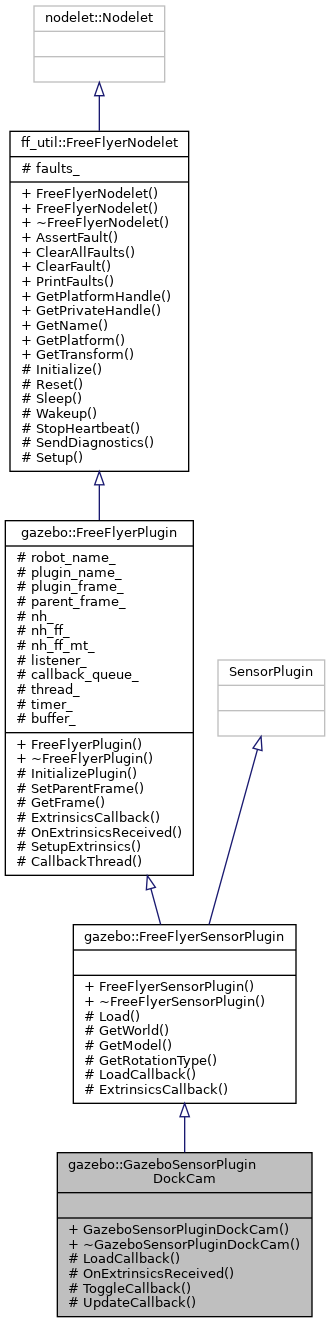 nodelet::Nodelet
ff_util::FreeFlyerNodelet
# faults_
+ FreeFlyerNodelet()
+ FreeFlyerNodelet()
+ ~FreeFlyerNodelet()
+ AssertFault()
+ ClearAllFaults()
+ ClearFault()
+ PrintFaults()
+ GetPlatformHandle()
+ GetPrivateHandle()
+ GetName()
+ GetPlatform()
+ GetTransform()
# Initialize()
# Reset()
# Sleep()
# Wakeup()
# StopHeartbeat()
# SendDiagnostics()
# Setup()
gazebo::FreeFlyerPlugin
# robot_name_
# plugin_name_
# plugin_frame_
# parent_frame_
# nh_
# nh_ff_
# nh_ff_mt_
# listener_
# callback_queue_
# thread_
# timer_
# buffer_
+ FreeFlyerPlugin()
+ ~FreeFlyerPlugin()
# InitializePlugin()
# SetParentFrame()
# GetFrame()
# ExtrinsicsCallback()
# OnExtrinsicsReceived()
# SetupExtrinsics()
# CallbackThread()
SensorPlugin
gazebo::FreeFlyerSensorPlugin
+ FreeFlyerSensorPlugin()
+ ~FreeFlyerSensorPlugin()
# Load()
# GetWorld()
# GetModel()
# GetRotationType()
# LoadCallback()
# ExtrinsicsCallback()
gazebo::GazeboSensorPlugin
DockCam
+ GazeboSensorPluginDockCam()
+ ~GazeboSensorPluginDockCam()
# LoadCallback()
# OnExtrinsicsReceived()
# ToggleCallback()
# UpdateCallback()